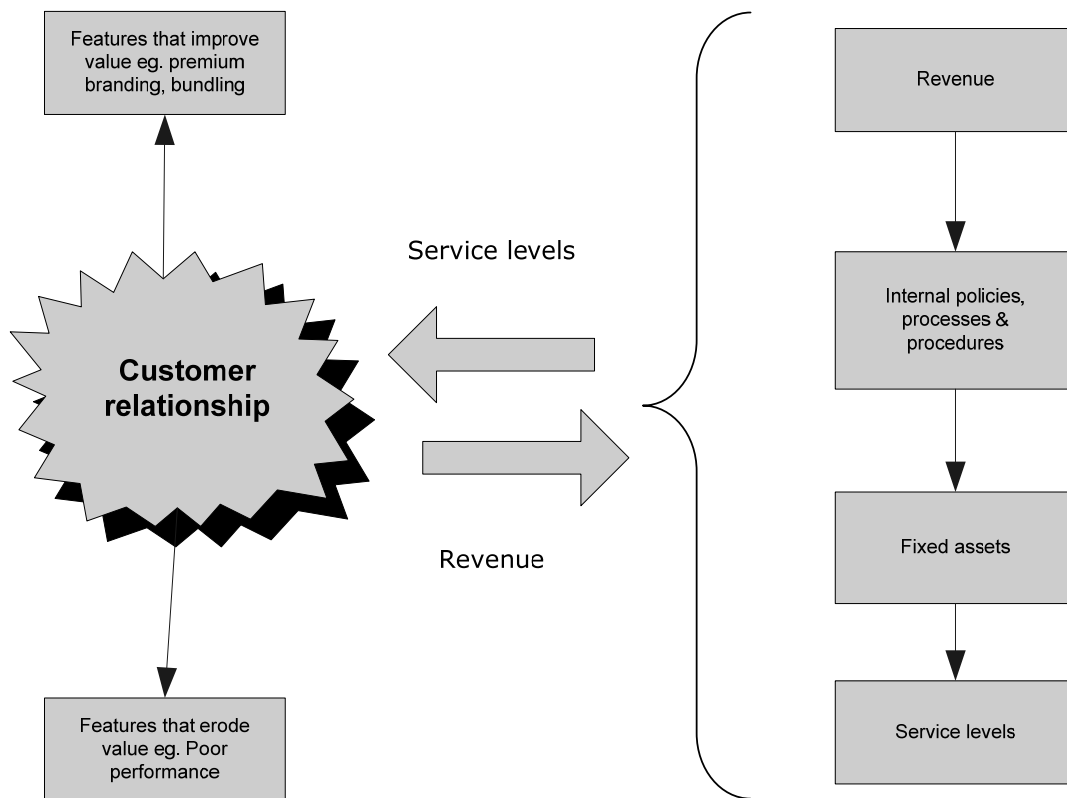 Features that improve
value eg. premium
branding, bundling
Customer
relationship
Features that erode
value eg. Poor
performance
Service levels
Revenue
Revenue
Internal policies,
processes &
procedures
Fixed assets
Service levels